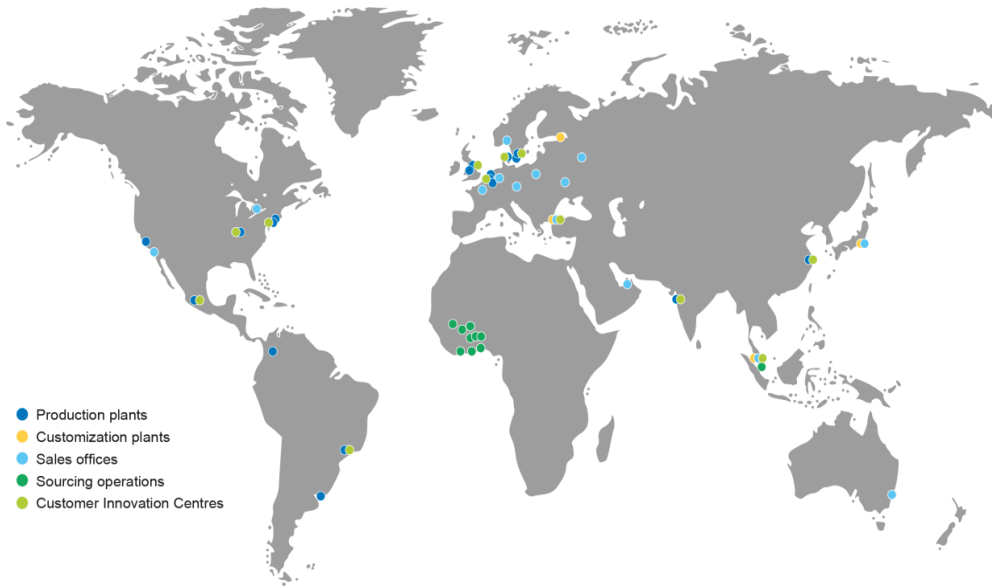 Production plants
Customization plants
Sales offices
Sourcing operations
Customer Innovation Centres